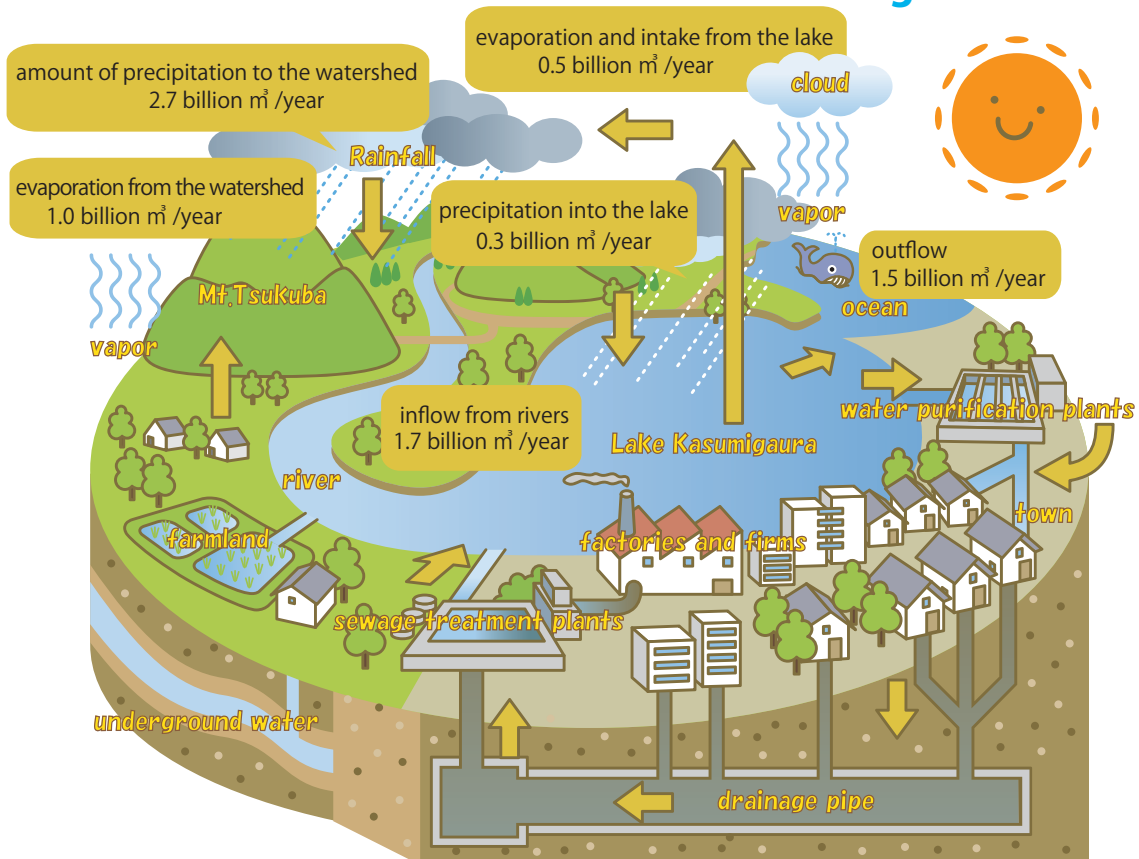 evaporation and intake from the lake
0.5 billion ㎥ /year
amount of precipitation to the watershed
2.7 billion ㎥ /year
cloud
Rainfall
evaporation from the watershed
1.0 billion ㎥ /year
precipitation into the lake
0.3 billion ㎥ /year
vapor
outflow
1.5 billion ㎥ /year
Mt.Tsukuba
ocean
vapor
inflow from rivers
1.7 billion ㎥ /year
water purification plants
Lake Kasumigaura
river
town
farmland
factories and firms
sewage treatment plants
underground water
drainage pipe